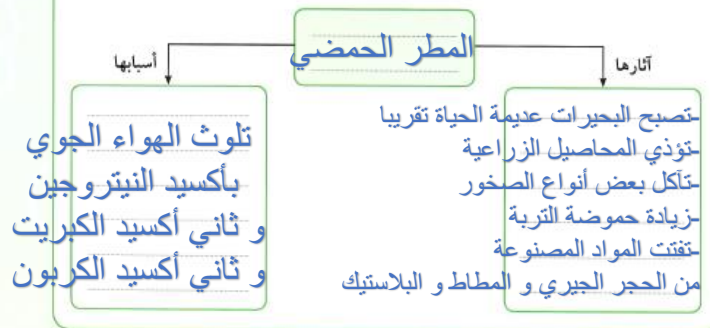 المطر الحمضي
آثارها
أسبابها
-تصبح البحيرات عديمة الحياة تقريبا
-تؤذي المحاصيل الزراعية
-تآكل بعض أنواع الصخور
-زيادة حموضة التربة
-تفتت المواد المصنوعة
من الحجر الجيري و المطاط و البلاستيك
تلوث الهواء الجوي
بأكسيد النيتروجين
و ثاني أكسيد الكبريت
و ثاني أكسيد الكربون